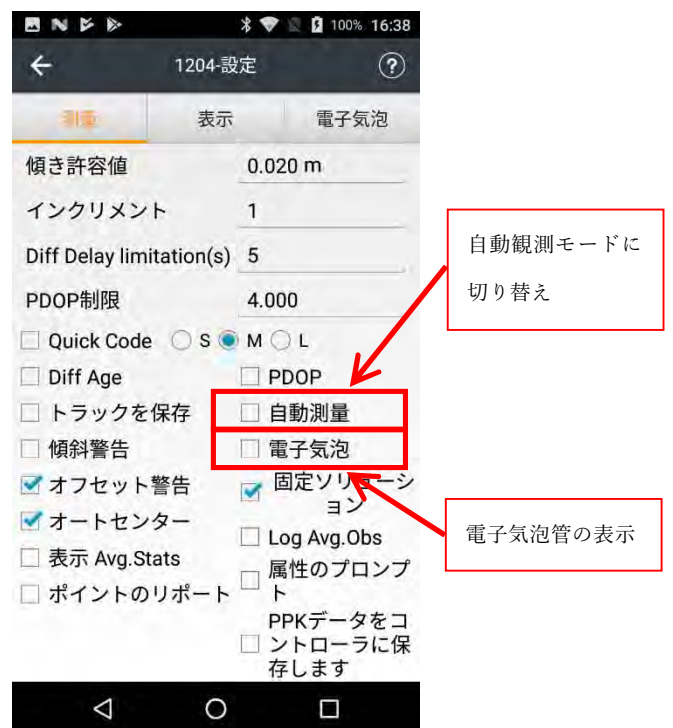 100% 16:38
1204-設定
?
測量 表示 電子気泡
傾き許容値 0.020 m
インクリメント 1
Diff Delay limitation(s) 5
PDOP制限 4.000
Quick Code S M L
Diff Age PDOP
トラックを保存 自動測量
傾斜警告 電子気泡
オフセット警告 固定ソリューシ
ョン
オートセンター Log Avg.Obs
表示 Avg.Stats 属性のプロンプ
ト
ポイントのリポート PPKデータをコ
ントローラに保
存します
自動観測モードに
切り替え
電子気泡管の表示